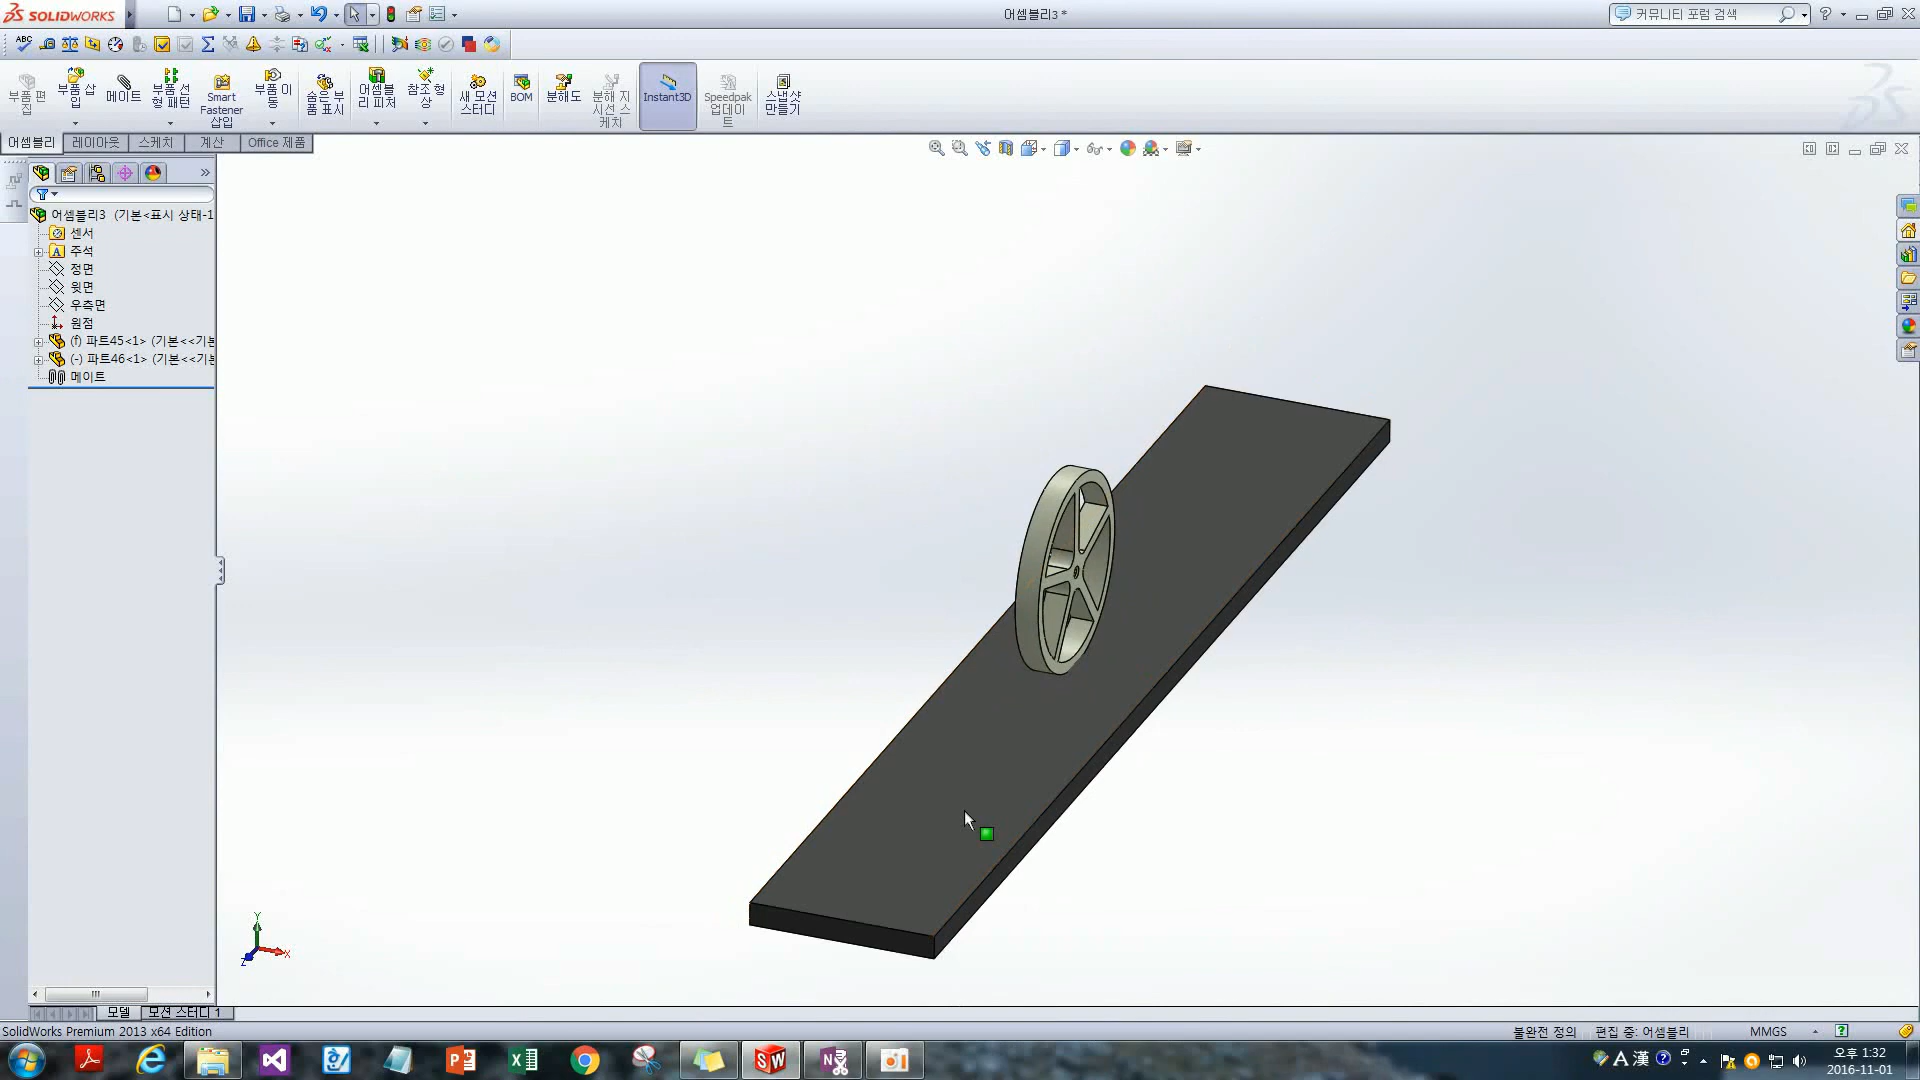 SOLIDWORKS
어셈블리3 *
커뮤니티 포럼 검색
부품 편집
부품 삽입
메이트
부품 선형 패턴
Smart Fastener 삽입
부품 이동
숨은 부품 표시
어셈블리 피처
참조 형상
새 모션 스터디
BOM
분해도
분해 지시선 스케치
Instant3D
Speedpak 업데이트
스냅샷 만들기
어셈블리
레이아웃
스케치
계산
Office 제품
어셈블리3 (기본<표시 상태-1
센서
주석
정면
윗면
우측면
원점
(f) 파트45<1> (기본<<기본
(-) 파트46<1> (기본<<기본
메이트
Y
X
Z
모델
모션 스터디 1
SolidWorks Premium 2013 x64 Edition
불완전 정의
편집 중: 어셈블리
MMGS
A 漢
오후 1:32
2016-11-01